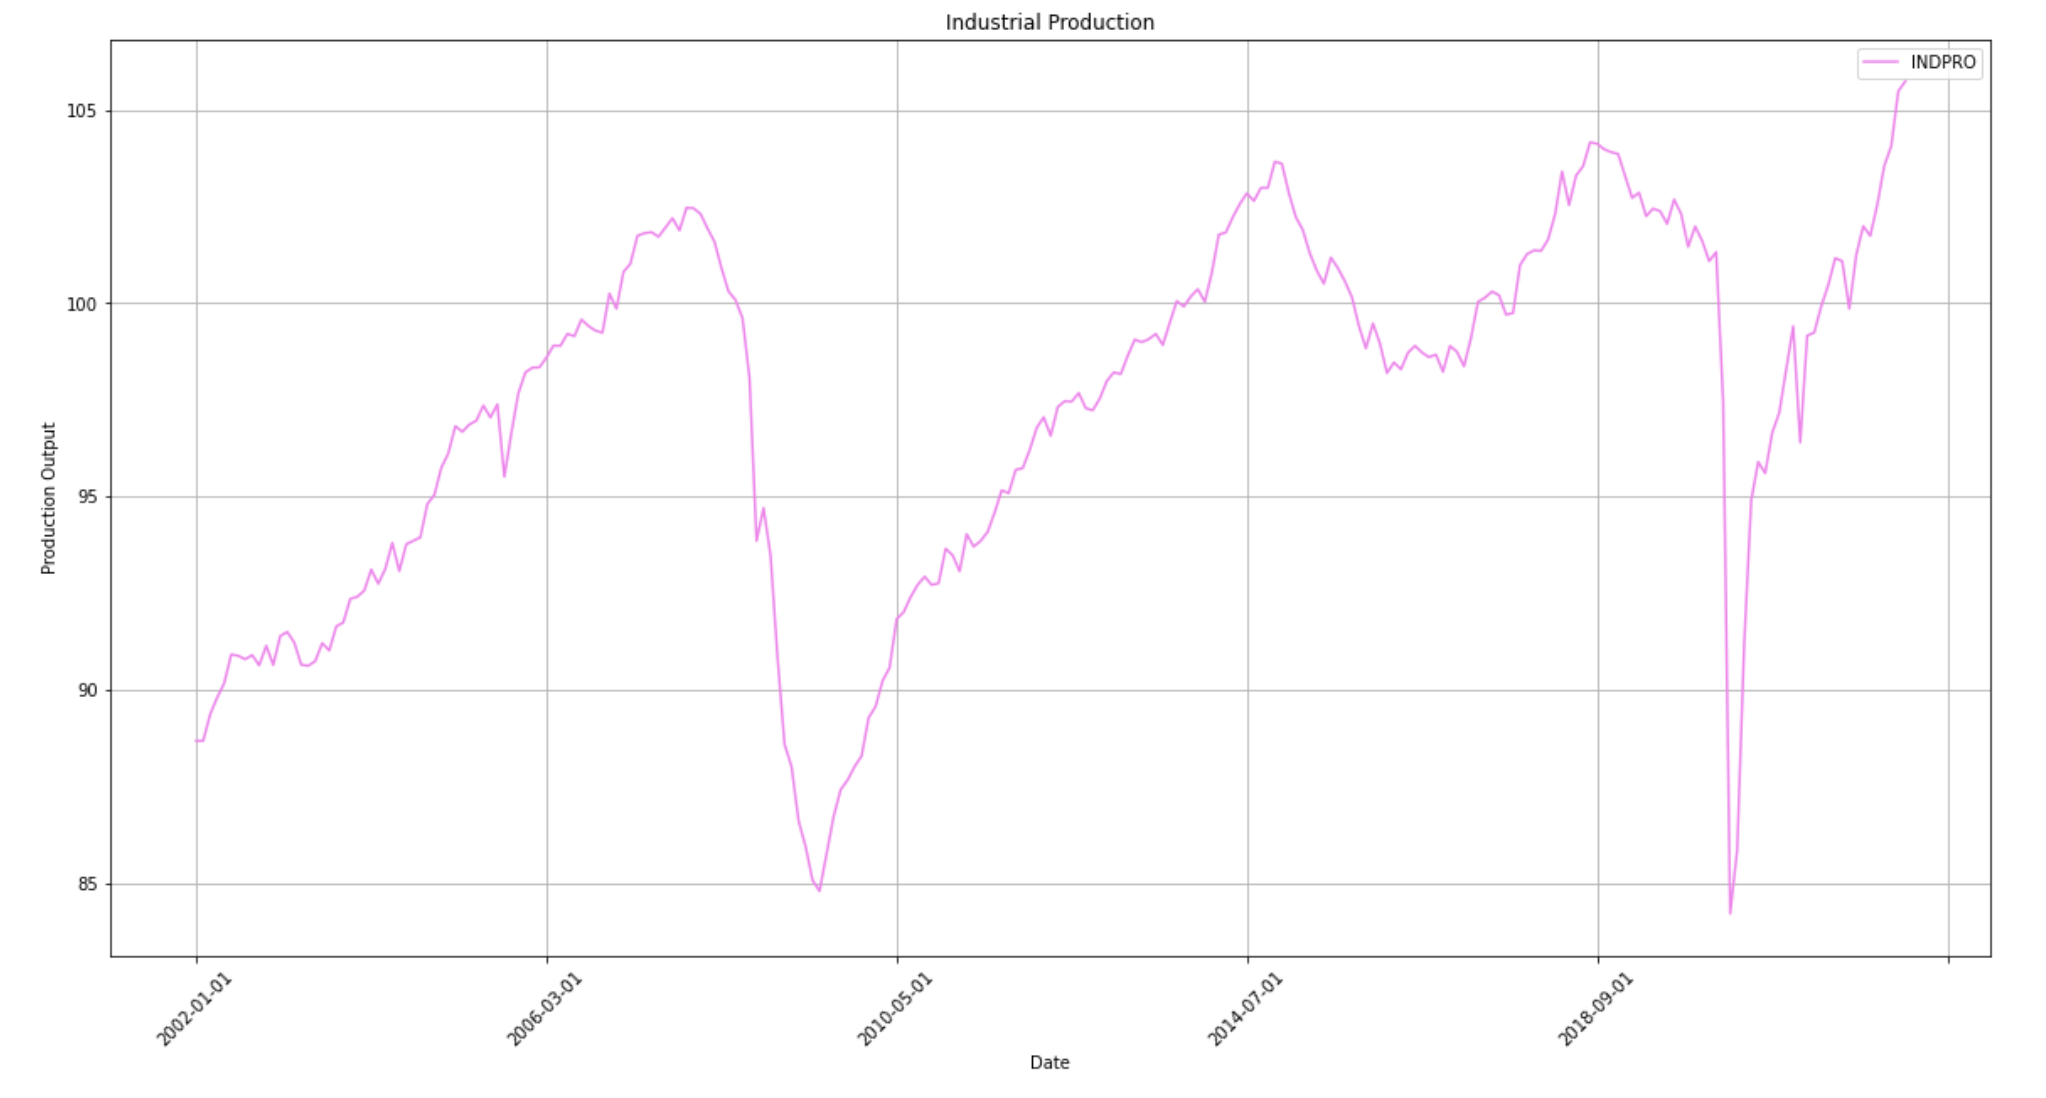 Industrial Production
INDPRO
105
100
95
90
85
Production Output
2002-01-01
2006-03-01
2010-05-01
2014-07-01
2018-09-01
Date